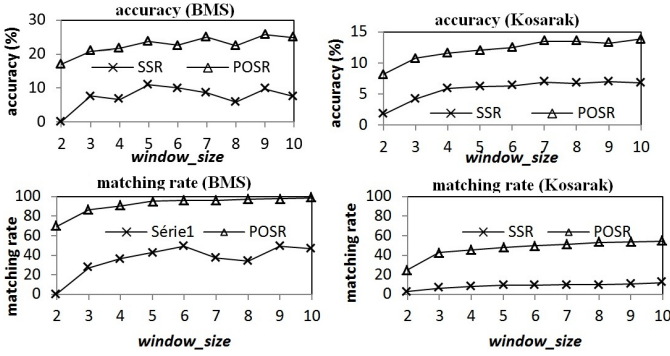 accuracy (BMS)
accuracy (%)
30
20
10
0
SSR POSR
2 3 4 5 6 7 8 9 10
window_size
accuracy (Kosarak)
accuracy (%)
15
10
5
0
SSR POSR
2 3 4 5 6 7 8 9 10
window_size
matching rate (BMS)
matching rate
100
80
60
40
20
0
Série1 POSR
2 3 4 5 6 7 8 9 10
window_size
matching rate (Kosarak)
matching rate
100
80
60
40
20
0
SSR POSR
2 3 4 5 6 7 8 9 10
window_size